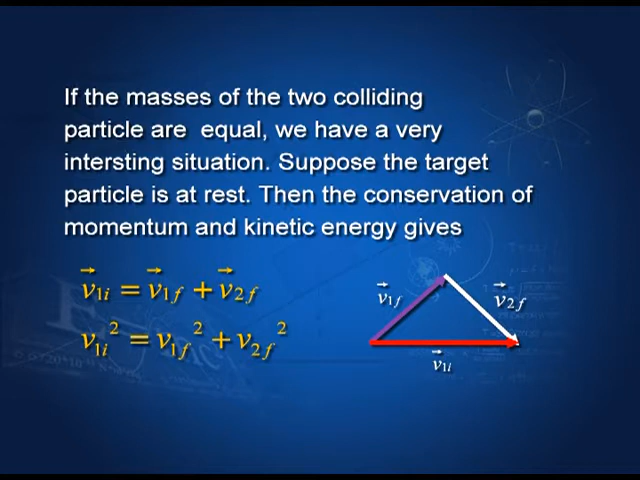 If the masses of the two colliding
particle are equal, we have a very
intersting situation. Suppose the target
particle is at rest. Then the conservation of
momentum and kinetic energy gives
v⃗₁ᵢ = v⃗₁f + v⃗₂f
v₁ᵢ² = v₁f² + v₂f²
v⃗₁f
v⃗₂f
v⃗₁ᵢ